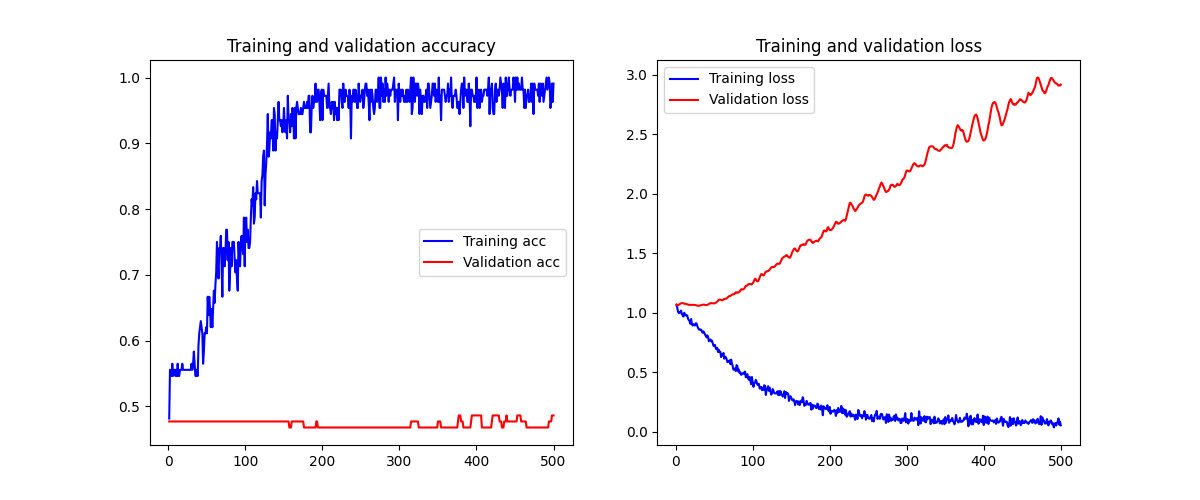 Training and validation accuracy
1.0
0.9
0.8
0.7
0.6
0.5
Training acc
Validation acc
0 100 200 300 400 500
Training and validation loss
3.0
2.5
2.0
1.5
1.0
0.5
0.0
Training loss
Validation loss
0 100 200 300 400 500